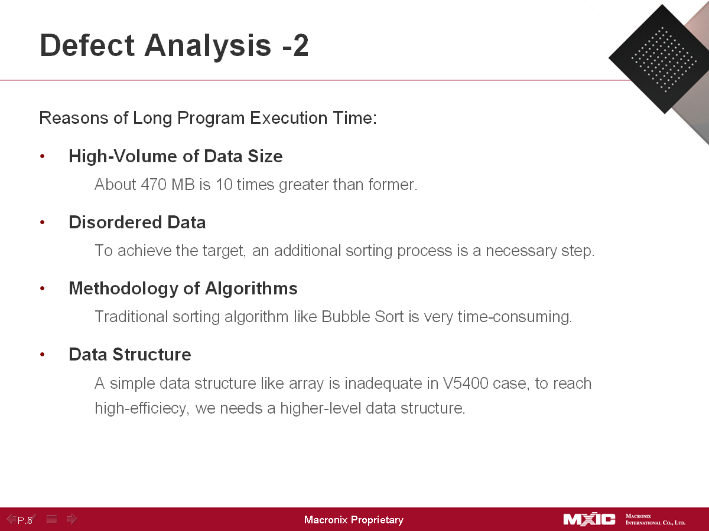 Defect Analysis -2
Reasons of Long Program Execution Time:
• High-Volume of Data Size
About 470 MB is 10 times greater than former.
• Disordered Data
To achieve the target, an additional sorting process is a necessary step.
• Methodology of Algorithms
Traditional sorting algorithm like Bubble Sort is very time-consuming.
• Data Structure
A simple data structure like array is inadequate in V5400 case, to reach
high-efficiecy, we needs a higher-level data structure.
P.5
Macronix Proprietary
MXIC
MACRONIX
INTERNATIONAL CO., LTD.